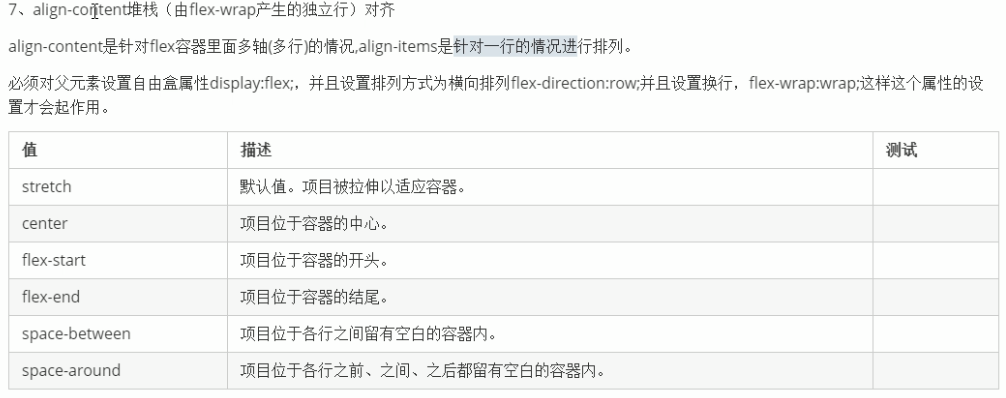 7、align-content堆栈（由flex-wrap产生的独立行）对齐
align-content是针对flex容器里面多轴(多行)的情况,align-items是针对一行的情况进行排列。
必须对父元素设置自由盒属性display:flex;，并且设置排列方式为横向排列flex-direction:row;并且设置换行，flex-wrap:wrap;这样这个属性的设
置才会起作用。
值 描述 测试
stretch 默认值。项目被拉伸以适应容器。
center 项目位于容器的中心。
flex-start 项目位于容器的开头。
flex-end 项目位于容器的结尾。
space-between 项目位于各行之间留有空白的容器内。
space-around 项目位于各行之前、之间、之后都留有空白的容器内。